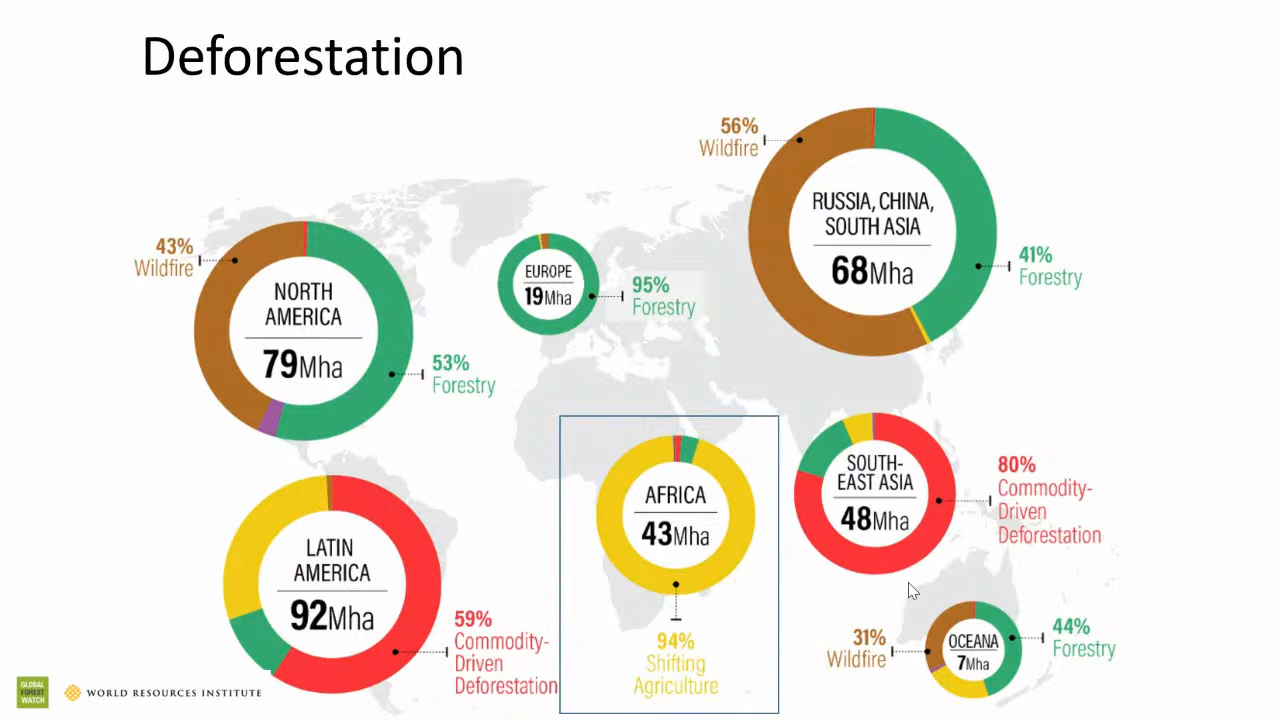 Deforestation
56%
Wildfire
RUSSIA, CHINA,
SOUTH ASIA
68Mha
41%
Forestry
43%
Wildfire
NORTH
AMERICA
79Mha
53%
Forestry
EUROPE
19Mha
95%
Forestry
LATIN
AMERICA
92Mha
59%
Commodity-
Driven
Deforestation
AFRICA
43Mha
94%
Shifting
Agriculture
SOUTH-
EAST ASIA
48Mha
80%
Commodity-
Driven
Deforestation
31%
Wildfire
OCEANA
7Mha
44%
Forestry
GLOBAL
FOREST
WATCH
WORLD RESOURCES INSTITUTE